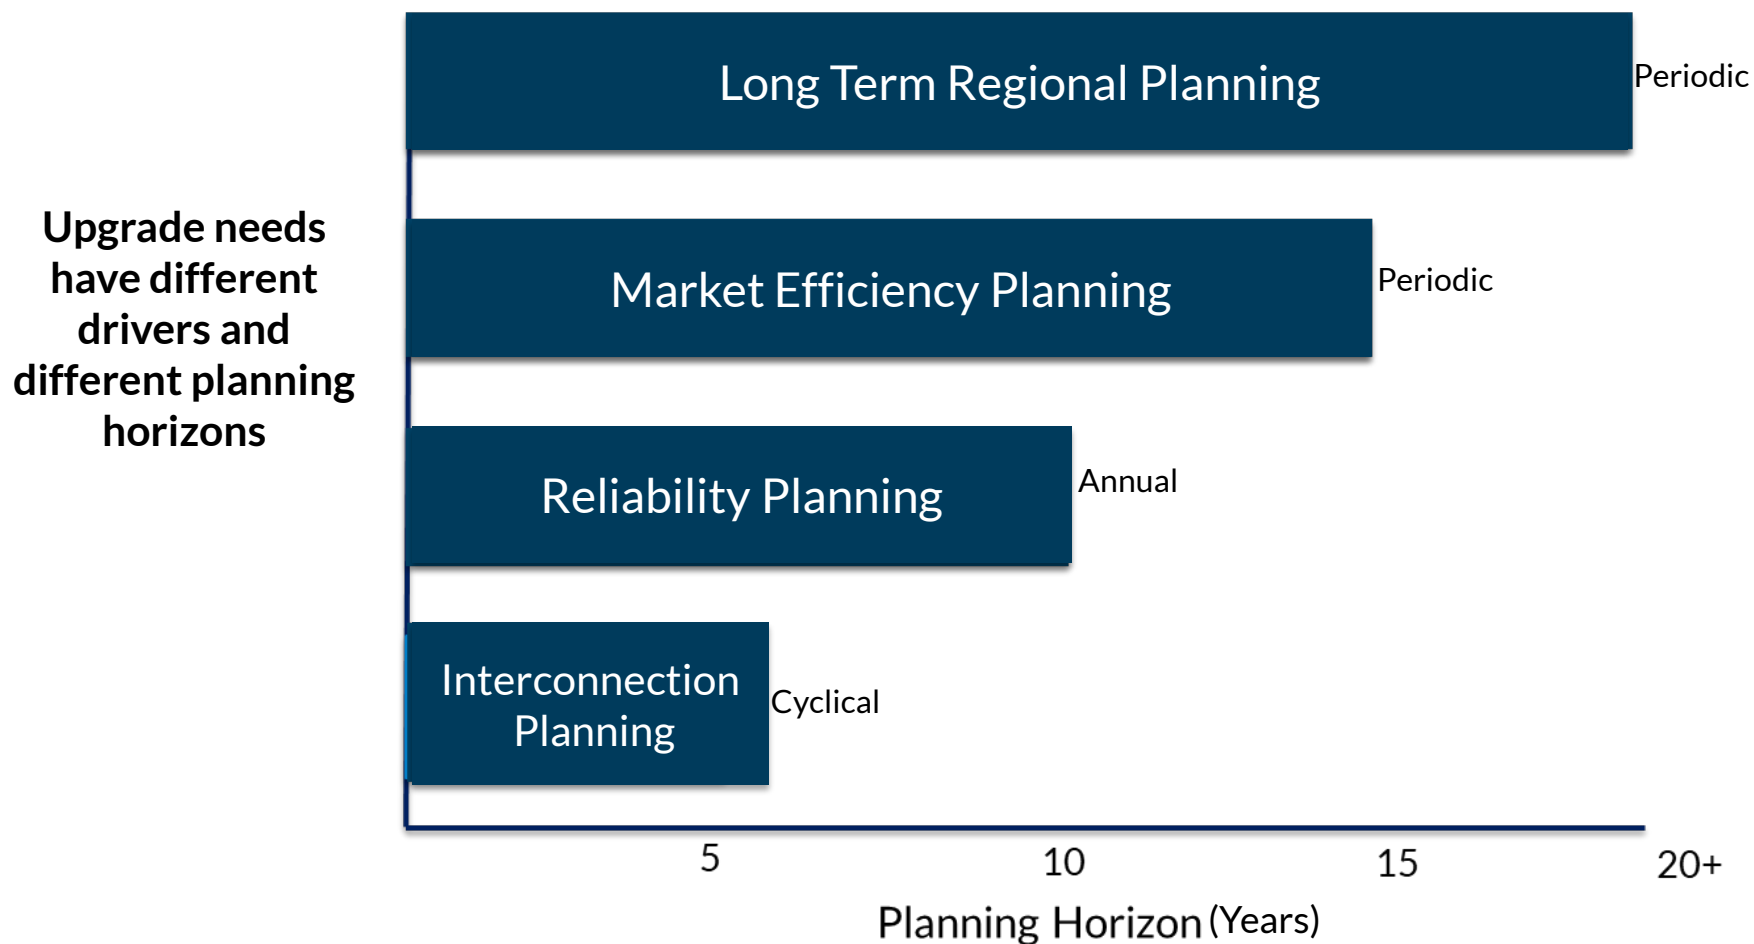 Long Term Regional Planning
Periodic
Upgrade needs
have different
drivers and
different planning
horizons
Market Efficiency Planning
Periodic
Reliability Planning
Annual
Interconnection
Planning
Cyclical
5
10
15
20+
Planning Horizon (Years)